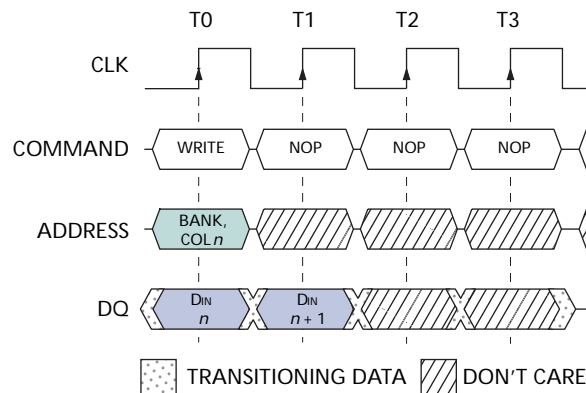 T0 T1 T2 T3
CLK
COMMAND WRITE NOP NOP NOP
BANK,
COL n
ADDRESS
DIN DIN
n n + 1
DQ
TRANSITIONING DATA DON'T CARE